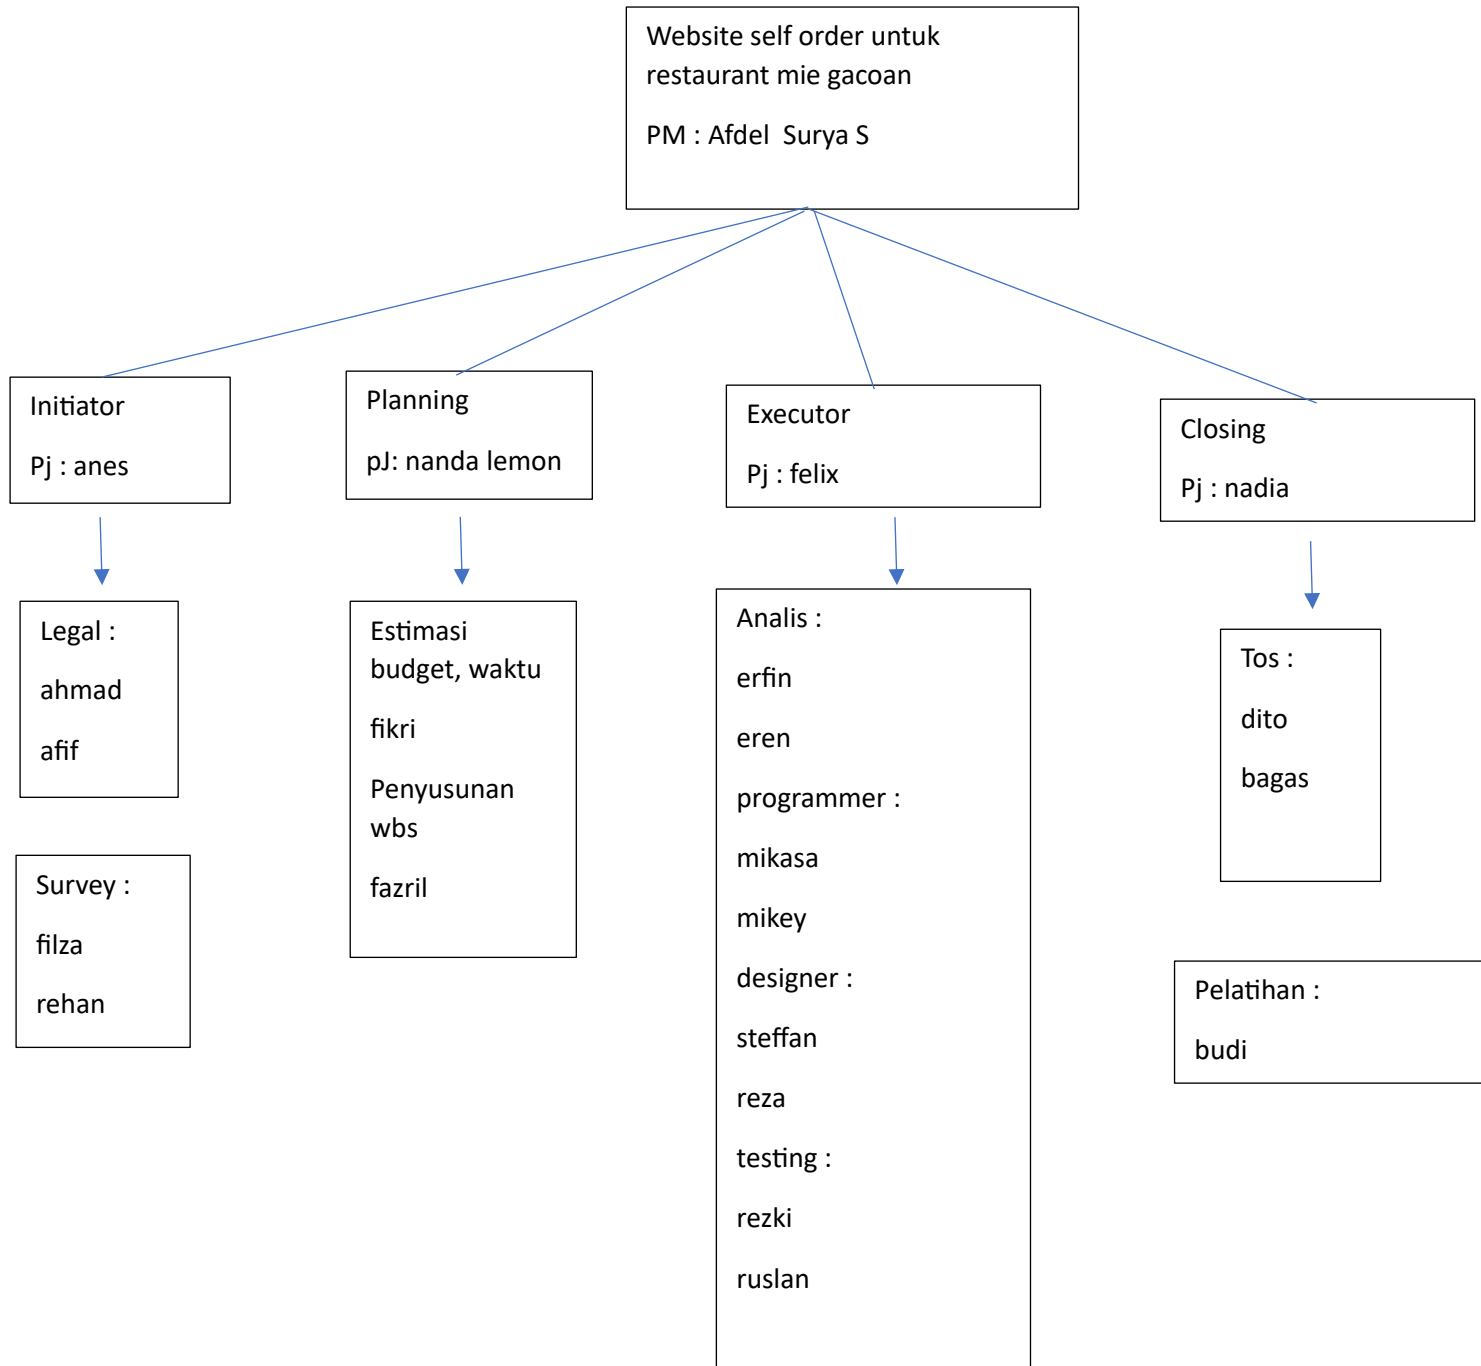 Website self order untuk
restaurant mie gacoan
PM : Afdel  Surya S
Initiator
Pj : anes
Planning
pJ: nanda lemon
Executor
Pj : felix
Closing
Pj : nadia
Legal :
ahmad
afif
Survey :
filza
rehan
Estimasi
budget, waktu
fikri
Penyusunan
wbs
fazril
Analis :
erfin
eren
programmer :
mikasa
mikey
designer :
steffan
reza
testing :
rezki
ruslan
Tos :
dito
bagas
Pelatihan :
budi